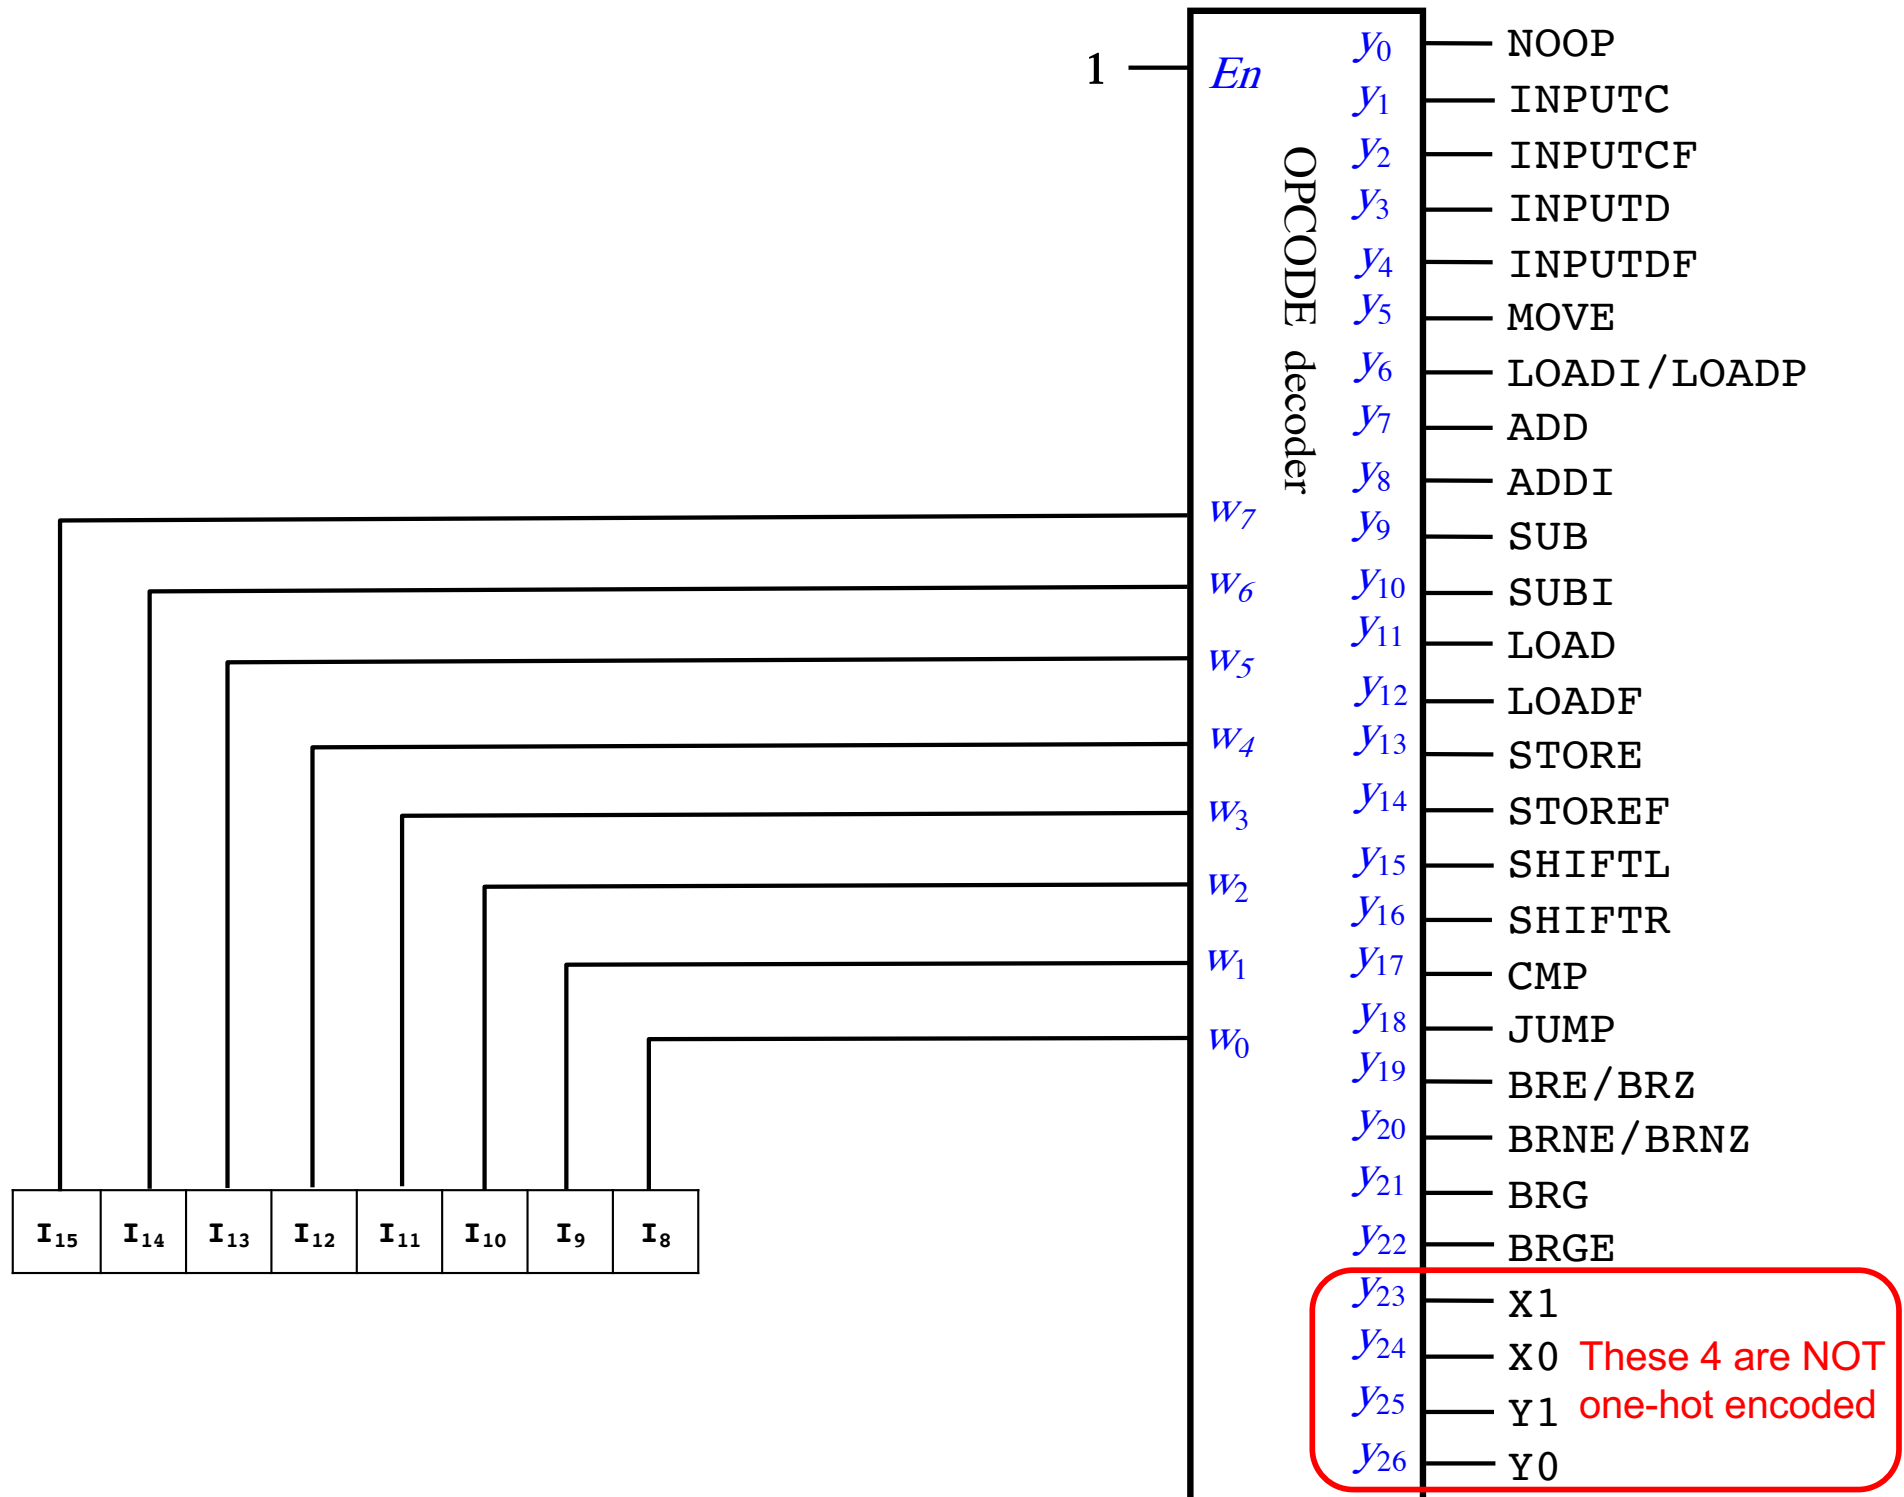 1 En y0 NOOP
y1 INPUTC
y2 INPUTCF
y3 INPUTD
y4 INPUTDF
y5 MOVE
y6 LOADI/LOADP
y7 ADD
y8 ADDI
y9 SUB
y10 SUBI
y11 LOAD
y12 LOADF
y13 STORE
y14 STOREF
y15 SHIFTL
y16 SHIFTR
y17 CMP
y18 JUMP
y19 BRE/BRZ
y20 BRNE/BRNZ
y21 BRG
y22 BRGE
y23 X1
y24 X0
y25 Y1
y26 Y0
These 4 are NOT
one-hot encoded
OPCODE decoder
w7
w6
w5
w4
w3
w2
w1
w0
I15 I14 I13 I12 I11 I10 I9 I8